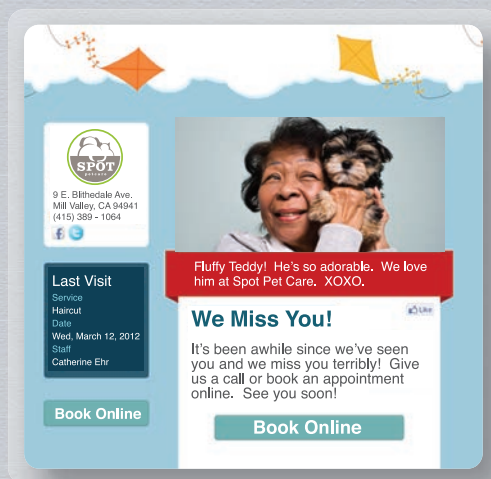 SPOT
petcare
9 E. Blithedale Ave.
Mill Valley, CA 94941
(415) 389 - 1064
Last Visit
Service
Haircut
Date
Wed, March 12, 2012
Staff
Catherine Ehr
Book Online
Fluffy Teddy! He's so adorable. We love
him at Spot Pet Care. XOXO.
Like
We Miss You!
It's been awhile since we've seen
you and we miss you terribly! Give
us a call or book an appointment
online. See you soon!
Book Online